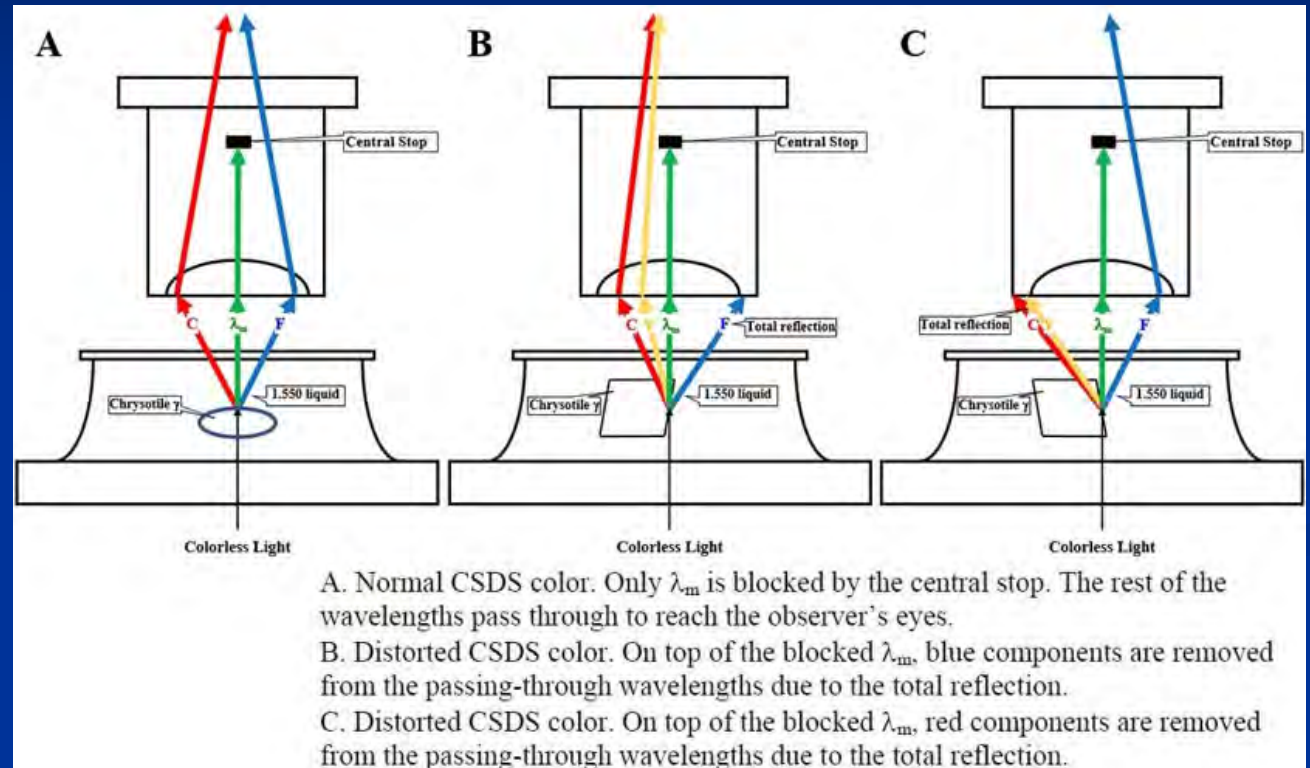 A
B
C
Central Stop
Central Stop
Central Stop
C λm F
C Y λm F
C Y λm F
Total reflection
Total reflection
1.550 liquid
1.550 liquid
1.550 liquid
Chrysotile γ
Chrysotile γ
Chrysotile γ
Colorless Light
Colorless Light
Colorless Light
A. Normal CSDS color. Only λm is blocked by the central stop. The rest of the
wavelengths pass through to reach the observer’s eyes.
B. Distorted CSDS color. On top of the blocked λm, blue components are removed
from the passing-through wavelengths due to the total reflection.
C. Distorted CSDS color. On top of the blocked λm, red components are removed
from the passing-through wavelengths due to the total reflection.